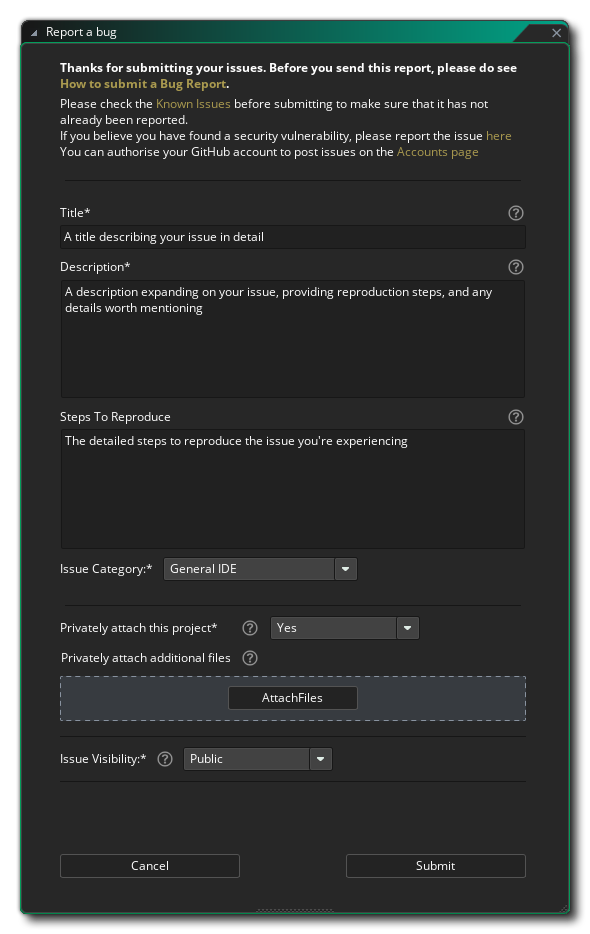 Report a bug
Thanks for submitting your issues. Before you send this report, please do see
How to submit a Bug Report.
Please check the Known Issues before submitting to make sure that it has not
already been reported.
If you believe you have found a security vulnerability, please report the issue here
You can authorise your GitHub account to post issues on the Accounts page
Title*
A title describing your issue in detail
Description*
A description expanding on your issue, providing reproduction steps, and any
details worth mentioning
Steps To Reproduce
The detailed steps to reproduce the issue you're experiencing
Issue Category:* General IDE
Privately attach this project* Yes
Privately attach additional files
AttachFiles
Issue Visibility:* Public
Cancel Submit